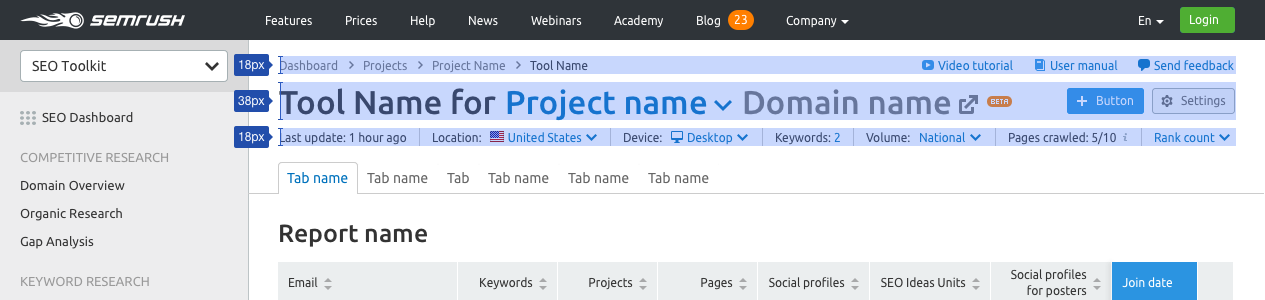 SEMRUSH Features Prices Help News Webinars Academy Blog 23 Company En Login
SEO Toolkit
SEO Dashboard
COMPETITIVE RESEARCH
Domain Overview
Organic Research
Gap Analysis
KEYWORD RESEARCH
18px Dashboard > Projects > Project Name > Tool Name Video tutorial User manual Send feedback
38px Tool Name for Project name Domain name BETA + Button Settings
18px Last update: 1 hour ago Location: United States Device: Desktop Keywords: 2 Volume: National Pages crawled: 5/10 i Rank count
Tab name Tab name Tab Tab name Tab name Tab name
Report name
Email Keywords Projects Pages Social profiles SEO Ideas Units Social profiles
for posters Join date